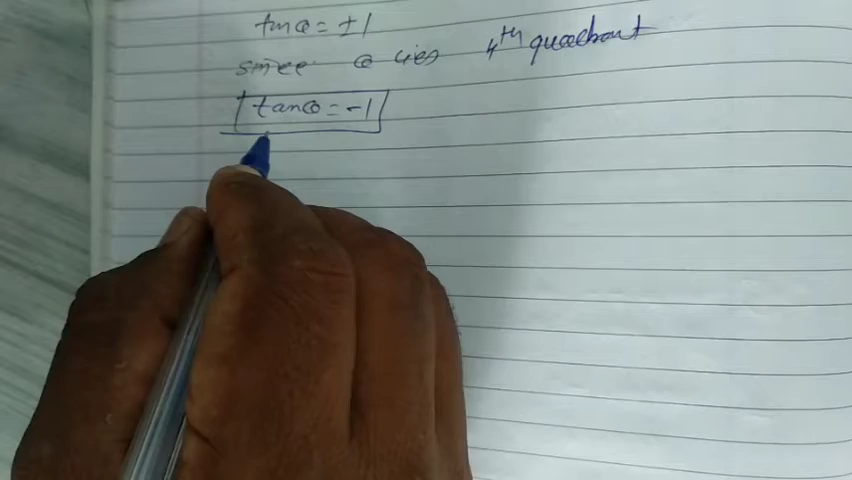 tanθ = ±1
since θ lies 4th quadrant
tanθ = -1